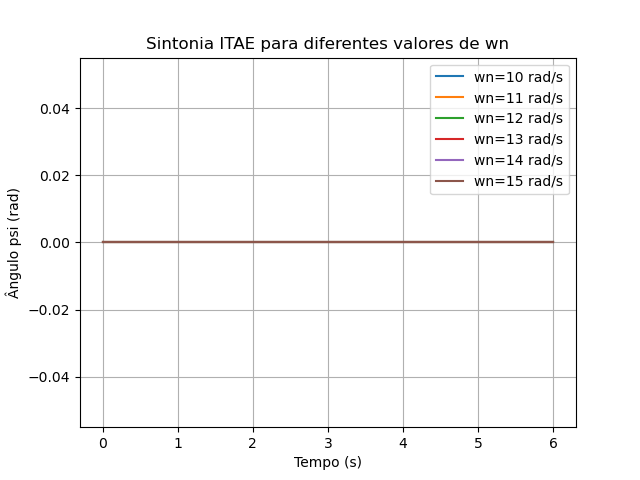 Sintonia ITAE para diferentes valores de wn
wn=10 rad/s
wn=11 rad/s
wn=12 rad/s
wn=13 rad/s
wn=14 rad/s
wn=15 rad/s
Ângulo psi (rad)
0.04
0.02
0.00
−0.02
−0.04
0 1 2 3 4 5 6
Tempo (s)